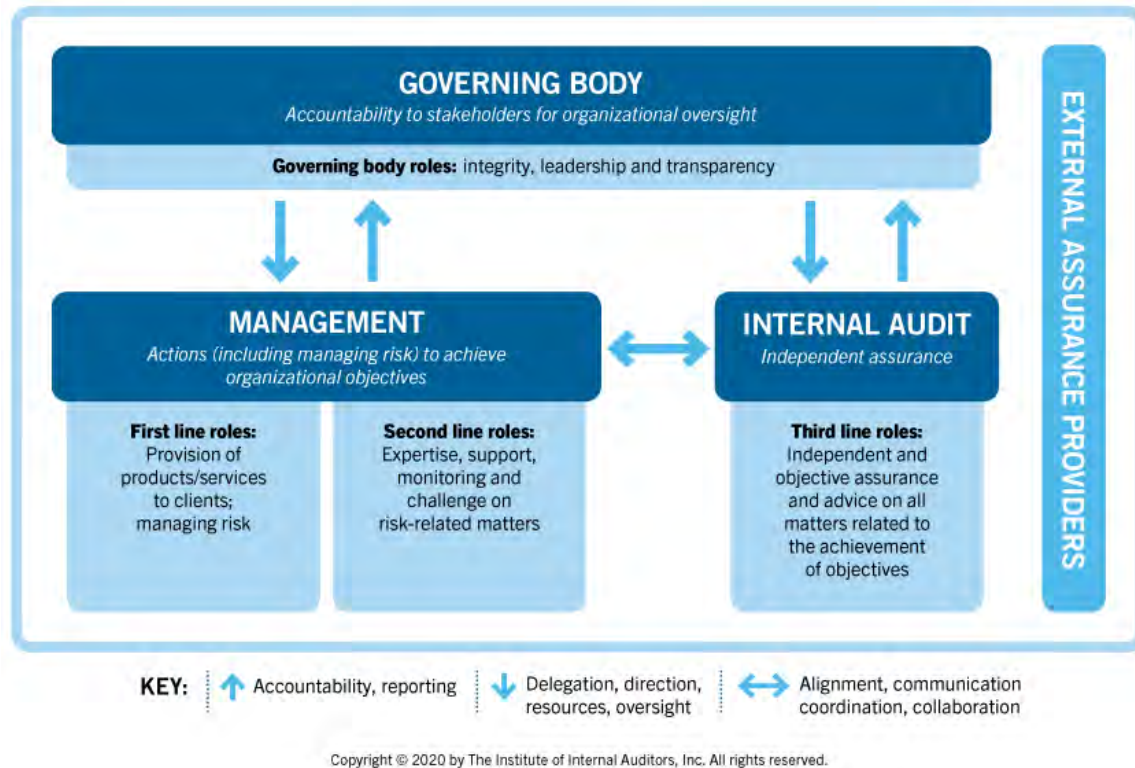 GOVERNING BODY
Accountability to stakeholders for organizational oversight
Governing body roles: integrity, leadership and transparency
MANAGEMENT
Actions (including managing risk) to achieve
organizational objectives
First line roles:
Provision of
products/services
to clients;
managing risk
Second line roles:
Expertise, support,
monitoring and
challenge on
risk-related matters
INTERNAL AUDIT
Independent assurance
Third line roles:
Independent and
objective assurance
and advice on all
matters related to
the achievement
of objectives
EXTERNAL ASSURANCE PROVIDERS
KEY:
Accountability, reporting
Delegation, direction,
resources, oversight
Alignment, communication
coordination, collaboration
Copyright © 2020 by The Institute of Internal Auditors, Inc. All rights reserved.